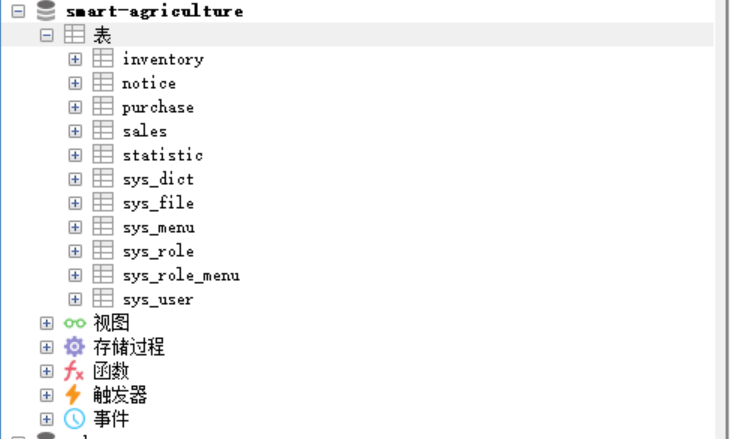 smart-agriculture
表
inventory
notice
purchase
sales
statistic
sys_dict
sys_file
sys_menu
sys_role
sys_role_menu
sys_user
视图
存储过程
fx 函数
触发器
事件